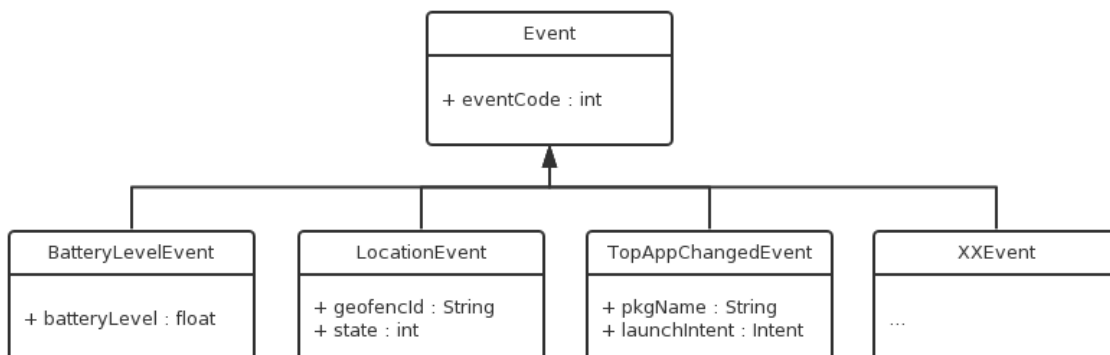 Event
+ eventCode : int
BatteryLevelEvent
+ batteryLevel : float
LocationEvent
+ geofencId : String
+ state : int
TopAppChangedEvent
+ pkgName : String
+ launchIntent : Intent
XXEvent
...